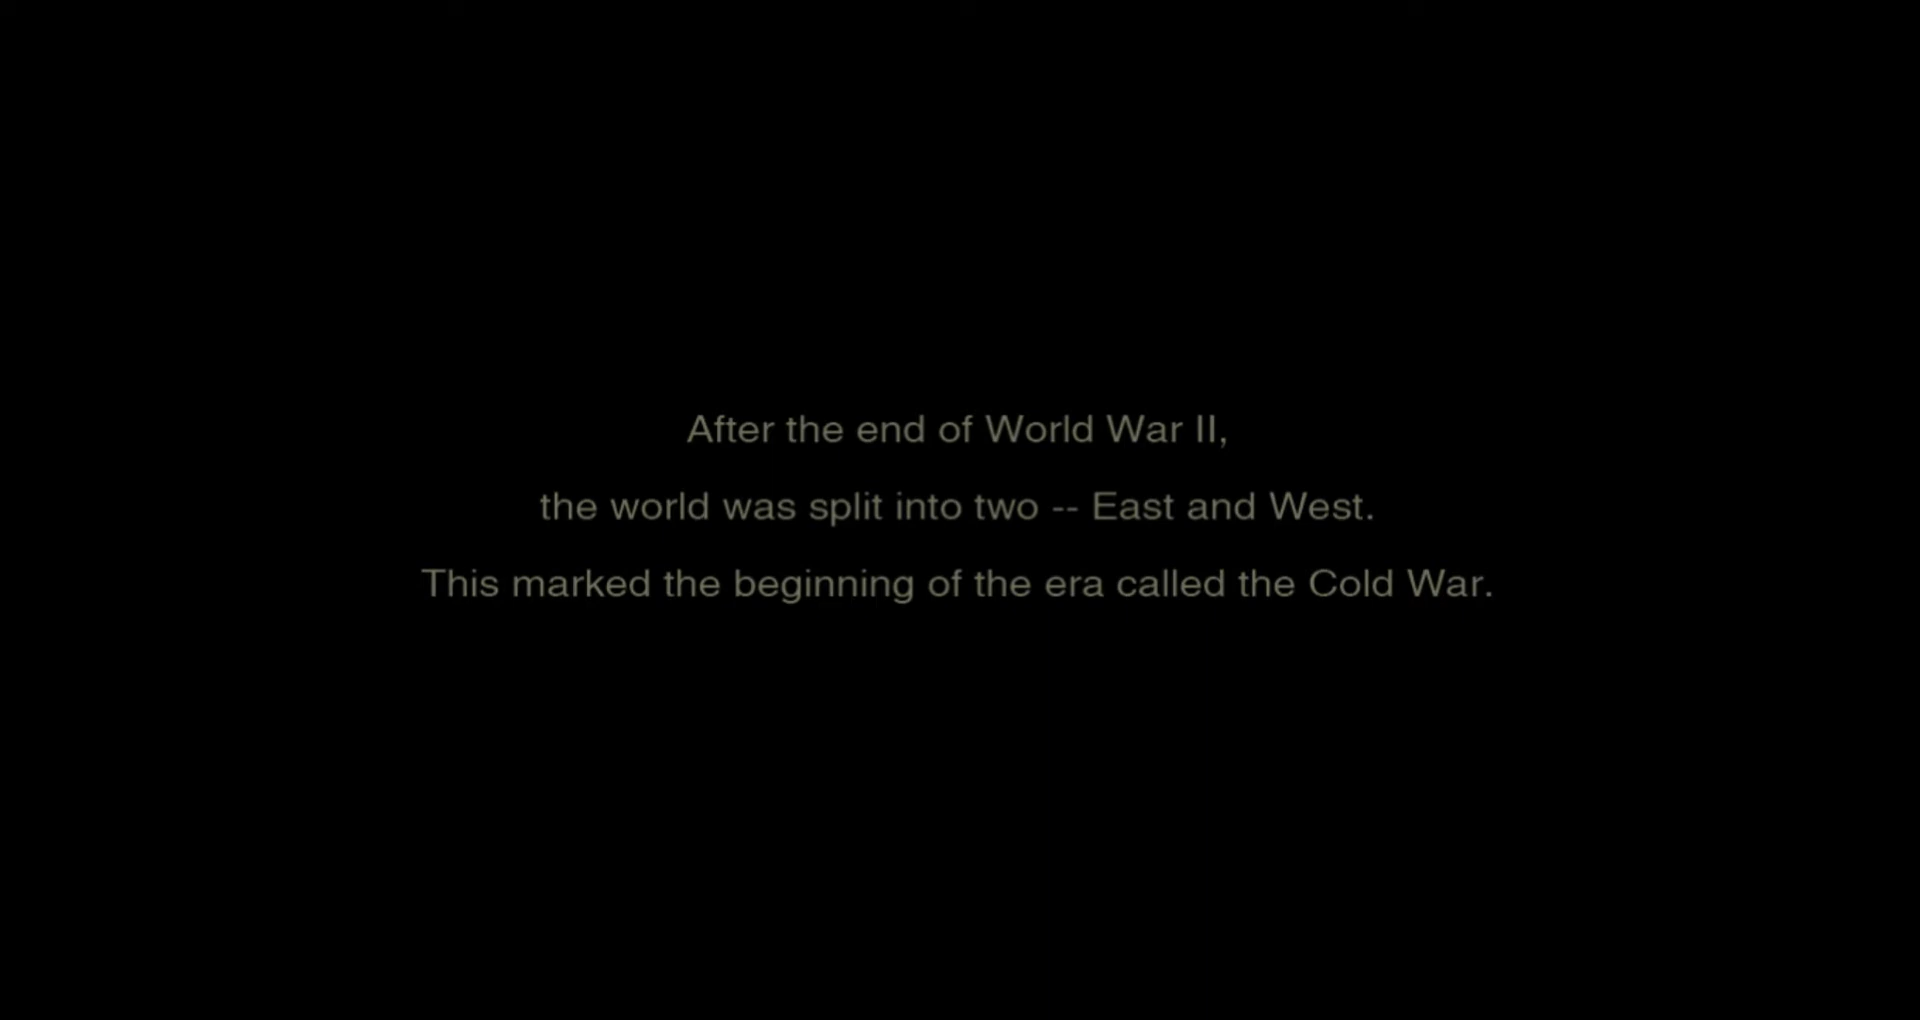 After the end of World War II,
the world was split into two -- East and West.
This marked the beginning of the era called the Cold War.